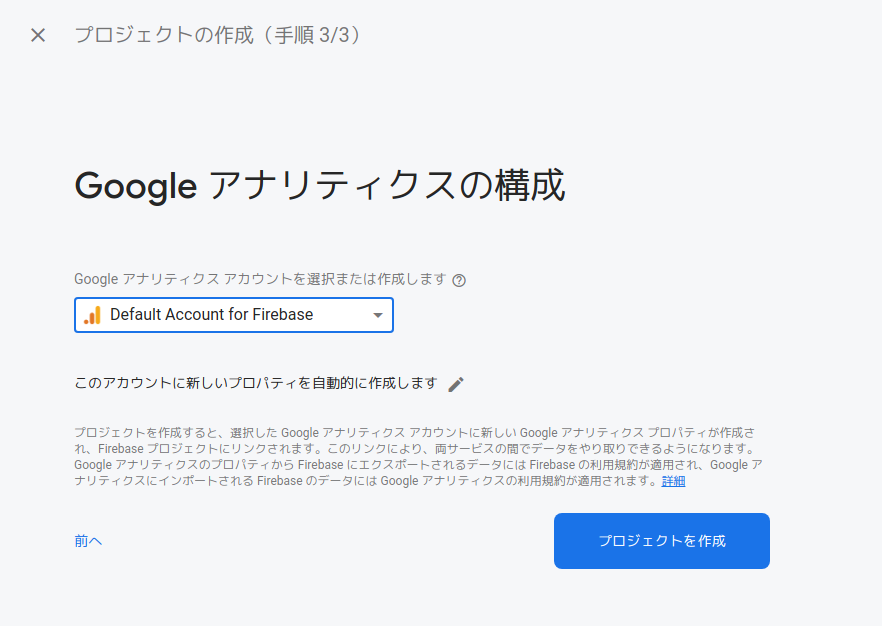 プロジェクトの作成（手順 3/3）
Google アナリティクスの構成
Google アナリティクス アカウントを選択または作成します
Default Account for Firebase
このアカウントに新しいプロパティを自動的に作成します
プロジェクトを作成すると、選択した Google アナリティクス アカウントに新しい Google アナリティクス プロパティが作成さ
れ、Firebase プロジェクトにリンクされます。このリンクにより、両サービスの間でデータをやり取りできるようになります。
Google アナリティクスのプロパティから Firebase にエクスポートされるデータには Firebase の利用規約が適用され、Google ア
ナリティクスにインポートされる Firebase のデータには Google アナリティクスの利用規約が適用されます。詳細
前へ
プロジェクトを作成